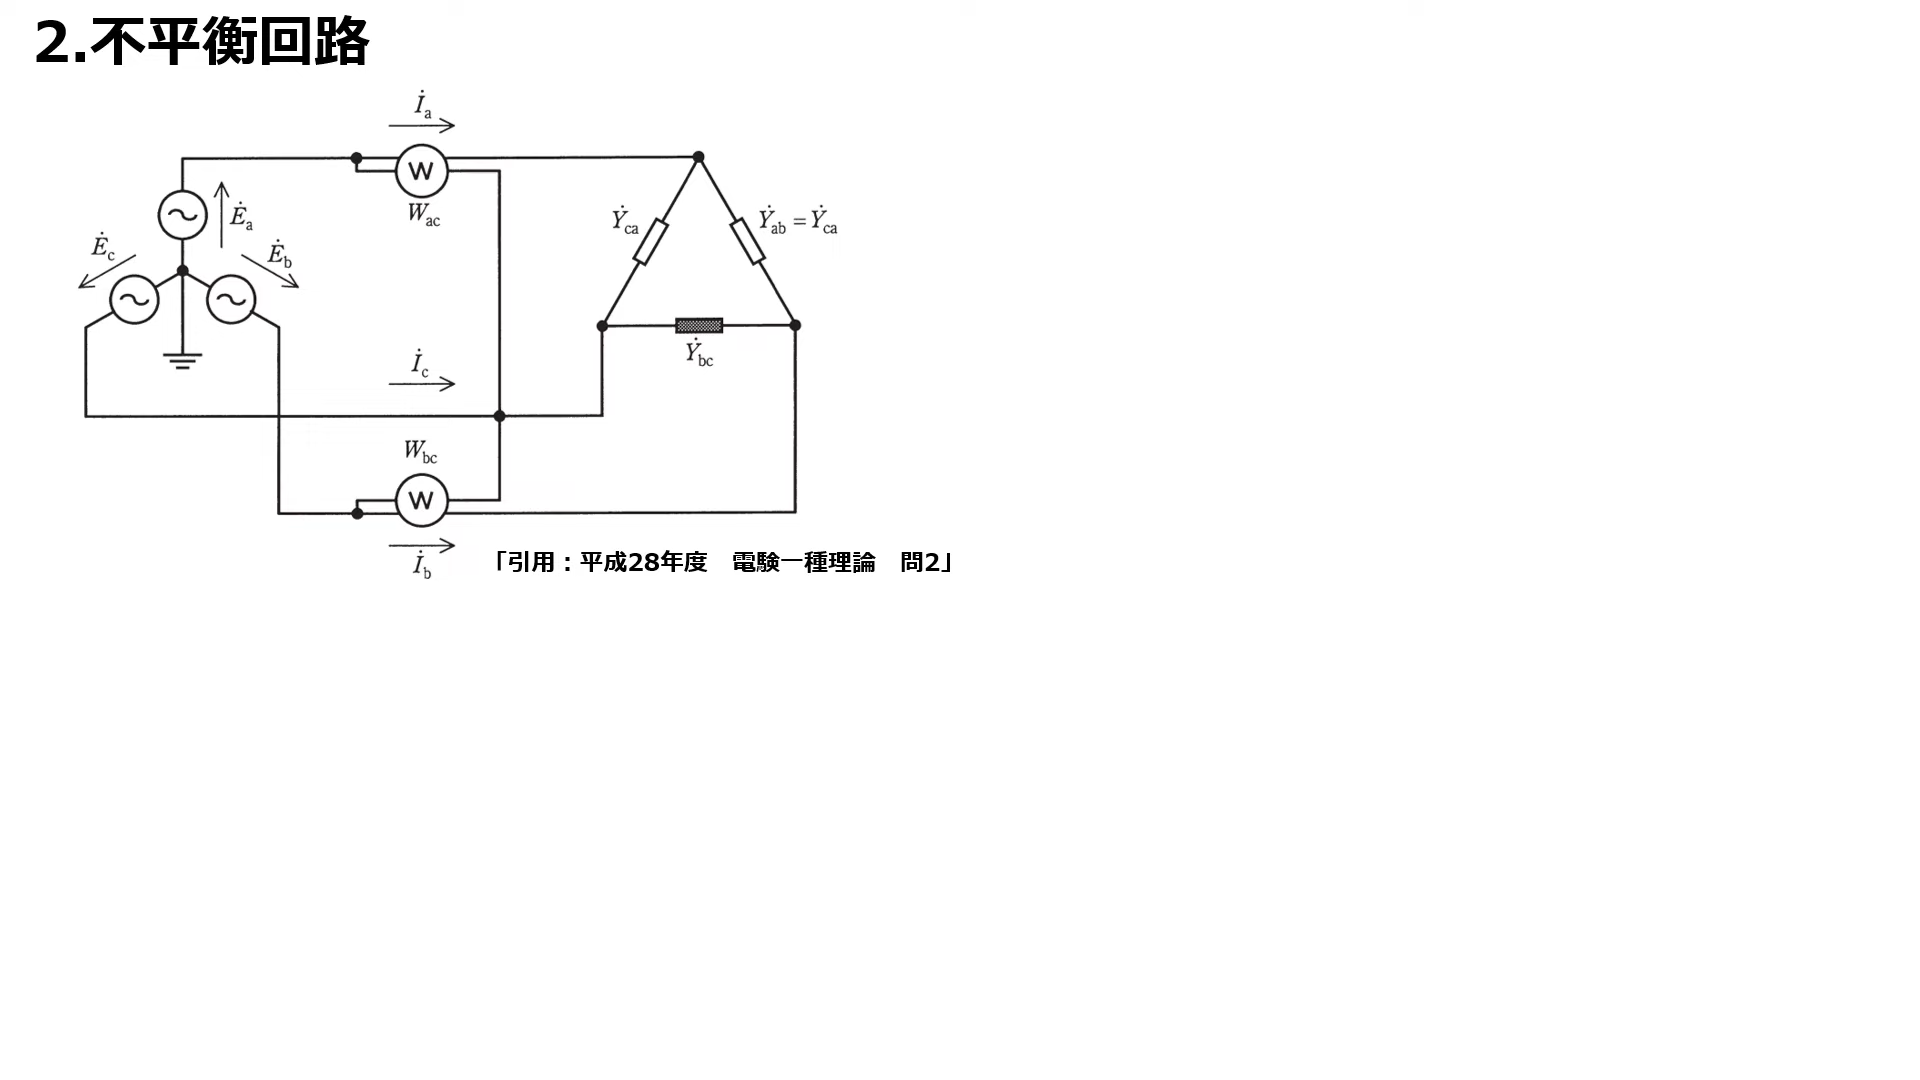 2.不平衡回路
İa
W
Wac
Ėa
Ėc
Ėb
Ẏca
Ẏab = Ẏca
Ẏbc
İc
Wbc
W
İb
「引用：平成28年度　電験一種理論　問2」